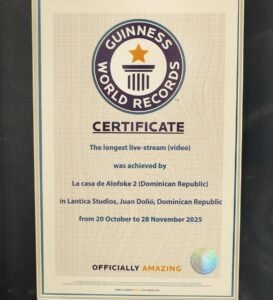 GUINNESS
WORLD RECORDS
CERTIFICATE
The longest live-stream (video)
was achieved by
La casa de Alofoke 2 (Dominican Republic)
in Lantica Studios, Juan Dolió, Dominican Republic
from 20 October to 28 November 2025
OFFICIALLY AMAZING